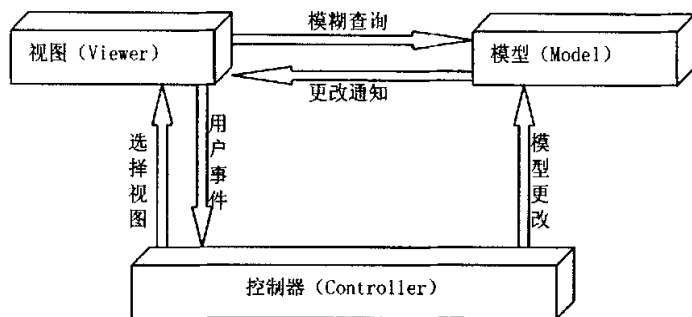 模糊查询
视图（Viewer）
模型（Model）
更改通知
选择视图
用户事件
模型更改
控制器（Controller）